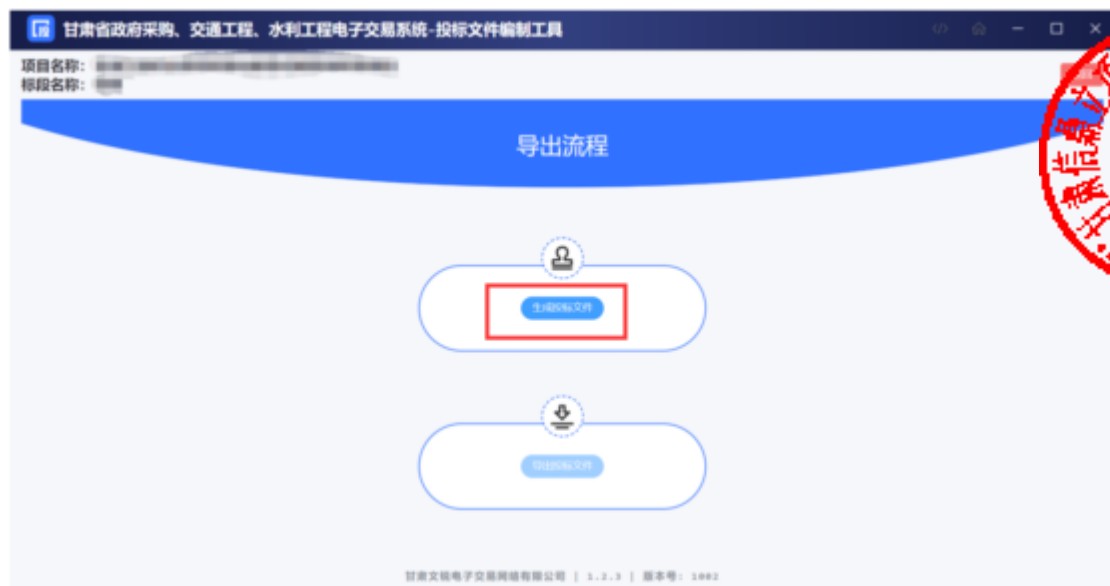 甘肃省政府采购、交通工程、水利工程电子交易系统-投标文件编制工具
项目名称：
标段名称：
导出流程
生成投标文件
导出投标文件
甘肃文锐电子交易网络有限公司 | 1.2.3 | 版本号: 1002